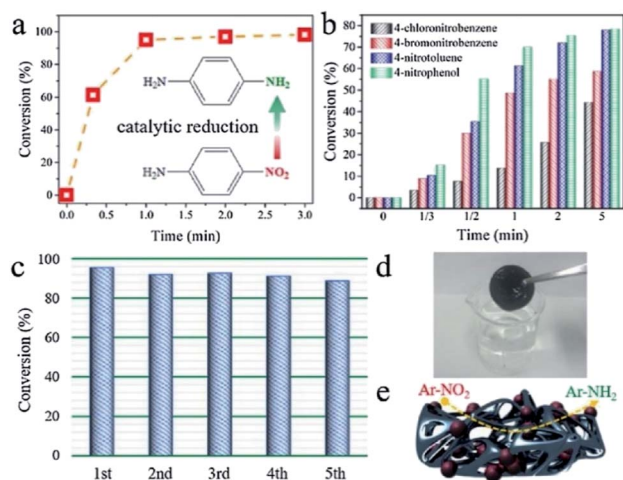 a
Conversion (%)
100
80
60
40
20
0
H₂N
NH₂
catalytic reduction
H₂N
NO₂
0.0 0.5 1.0 1.5 2.0 2.5 3.0
Time (min)
b
Conversion (%)
80
70
60
50
40
30
20
10
0
4-chloronitrobenzene
4-bromonitrobenzene
4-nitrotoluene
4-nitrophenol
0 1/3 1/2 1 2 5
Time (min)
c
Conversion (%)
100
80
60
40
20
0
1st 2nd 3rd 4th 5th
d
e
Ar-NO₂
Ar-NH₂